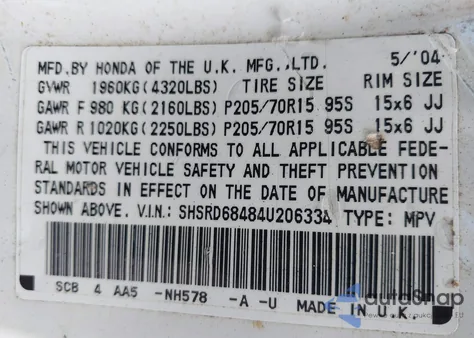 MFD.BY HONDA OF THE U.K. MFG.,LTD. 5/'04
GVWR 1960KG(4320LBS) TIRE SIZE RIM SIZE
GAWR F 980 KG(2160LBS) P205/70R15 95S 15x6 JJ
GAWR R 1020KG(2250LBS) P205/70R15 95S 15x6 JJ
THIS VEHICLE CONFORMS TO ALL APPLICABLE FEDE-
RAL MOTOR VEHICLE SAFETY AND THEFT PREVENTION
STANDARDS IN EFFECT ON THE DATE OF MANUFACTURE
SHOWN ABOVE. V.I.N.: SHSRD68484U206334 TYPE: MPV
SCB 4 AA5 -NH578 -A -U MADE IN U.K.
autoSnap